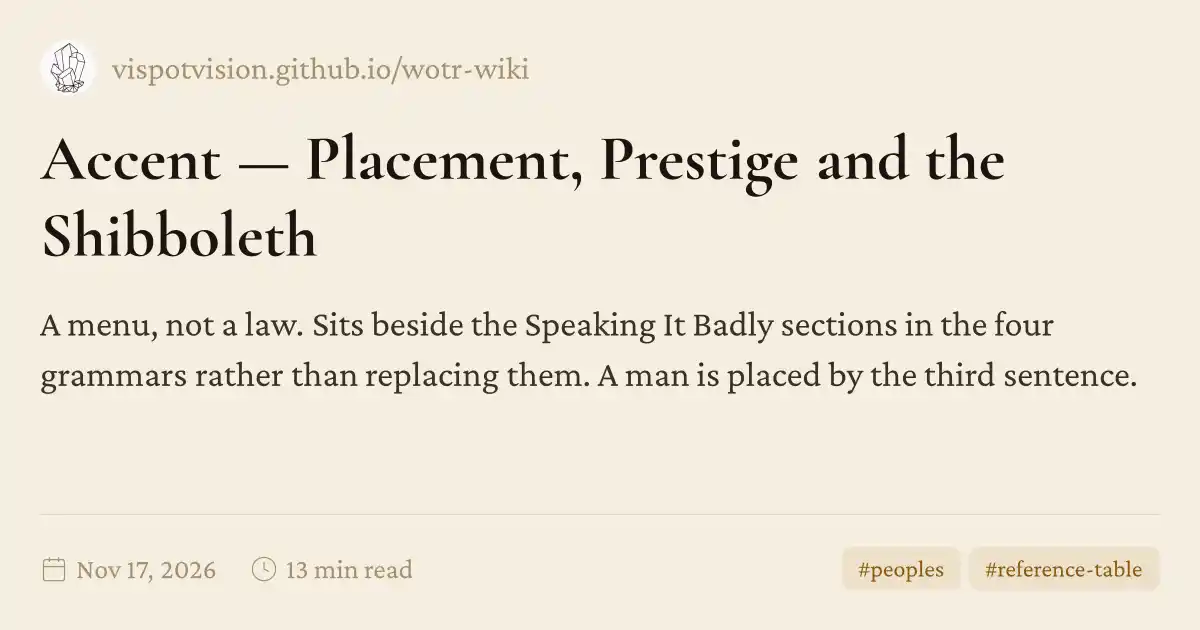 vispotvision.github.io/wotr-wiki
Accent — Placement, Prestige and the
Shibboleth
A menu, not a law. Sits beside the Speaking It Badly sections in the four
grammars rather than replacing them. A man is placed by the third sentence.
Nov 17, 2026
13 min read
#peoples
#reference-table